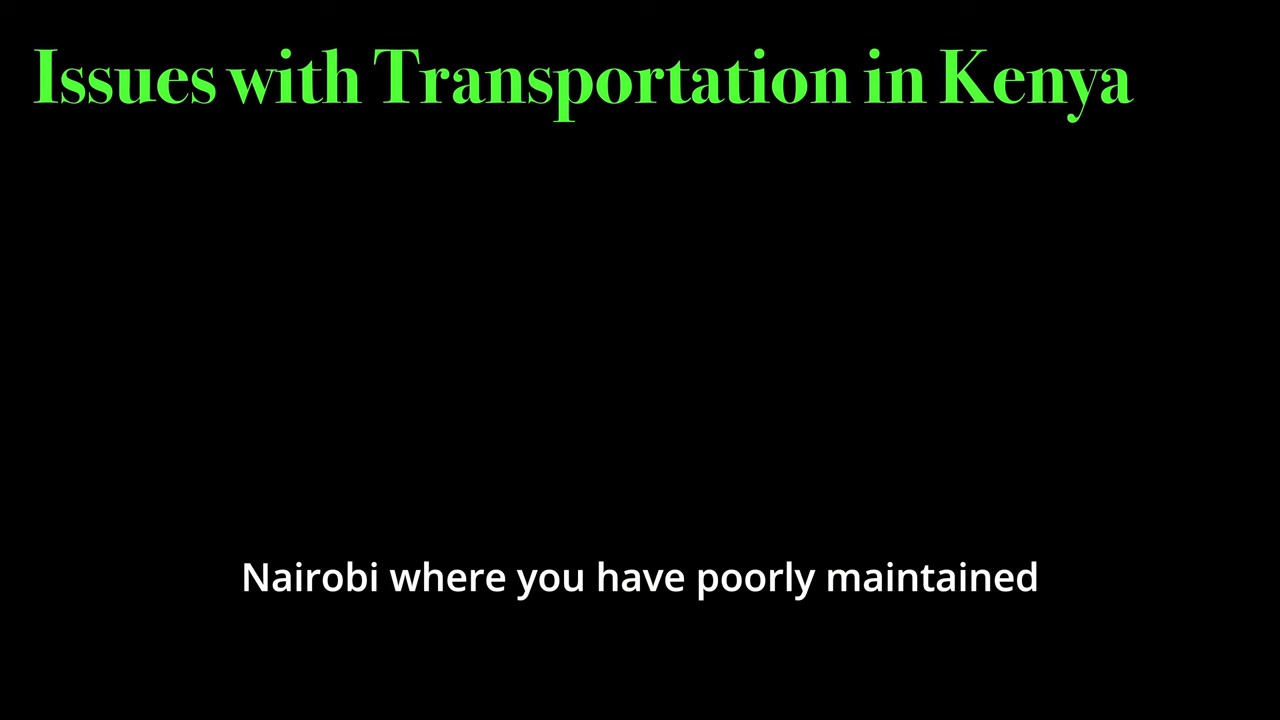 Issues with Transportation in Kenya
Nairobi where you have poorly maintained